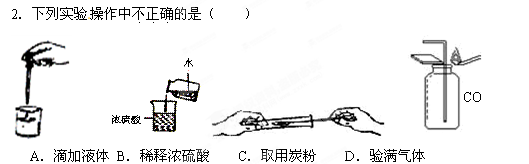 2. 下列实验操作中不正确的是（　　）
水
浓硫酸
CO
A. 滴加液体 B. 稀释浓硫酸 C. 取用炭粉 D. 验满气体